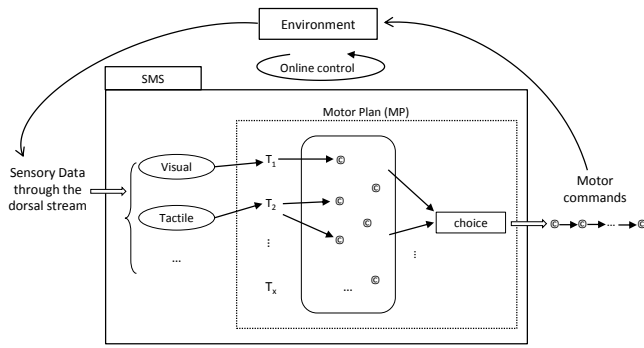 Environment
Online control
SMS
Motor Plan (MP)
Sensory Data
through the
dorsal stream
Visual
Tactile
...
T1
T2
⋮
Tx
©
©
©
©
©
©
...
choice
⋮
Motor
commands
© © ... ©